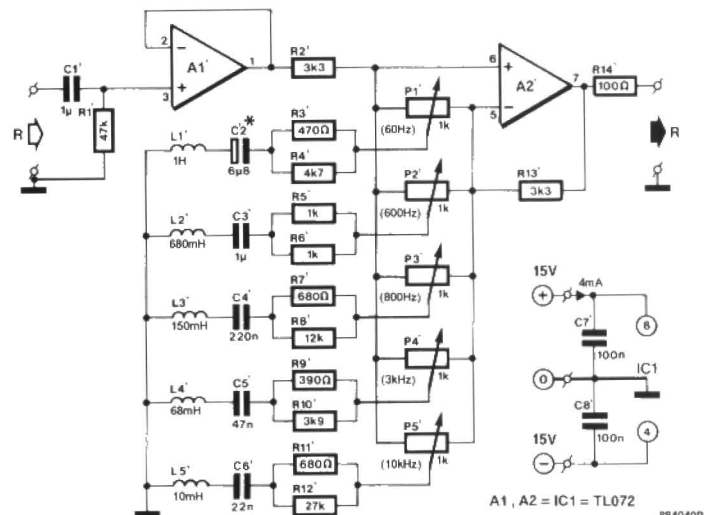 2
A1'
1
R2'
3k3
6
A2'
7
R14'
100Ω
C1'
1µ
3
R1'
47k
R
R
5
P1'
(60Hz)
1k
L1'
1H
C2'*
6µ8
R3'
470Ω
R4'
4k7
R13'
3k3
P2'
(600Hz)
1k
L2'
680mH
C3'
1µ
R5'
1k
R6'
1k
P3'
(800Hz)
1k
L3'
150mH
C4'
220n
R7'
680Ω
R8'
12k
P4'
(3kHz)
1k
L4'
68mH
C5'
47n
R9'
390Ω
R10'
3k9
P5'
(10kHz)
1k
L5'
10mH
C6'
22n
R11'
680Ω
R12'
27k
15V
4mA
+
8
C7'
100n
0
IC1
C8'
100n
15V
4
−
A1, A2 = IC1 = TL072